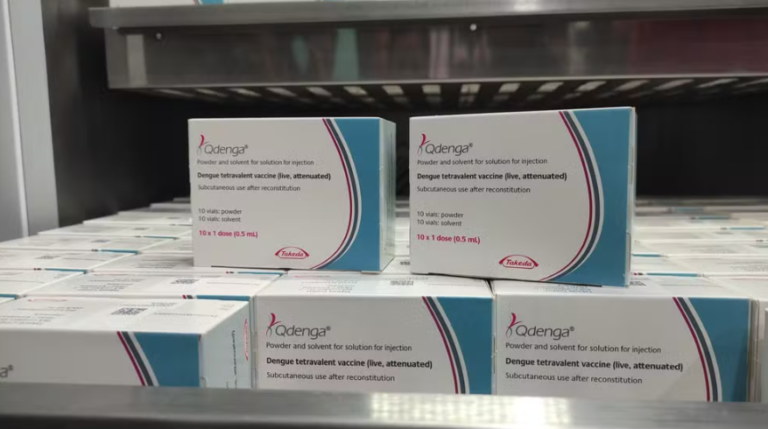 Qdenga®
Powder and solvent for solution for injection
Dengue tetravalent vaccine (live, attenuated)
Subcutaneous use after reconstitution
10 vials: powder
10 vials: solvent
10 x 1 dose (0.5 mL)
Takeda
Qdenga®
Powder and solvent for solution for injection
Dengue tetravalent vaccine (live, attenuated)
Subcutaneous use after reconstitution
10 vials: powder
10 vials: solvent
10 x 1 dose (0.5 mL)
Takeda
Qdenga®
Powder and solvent for solution for injection
Dengue tetravalent vaccine (live, attenuated)
Subcutaneous use after reconstitution
Qdenga®
Powder and solvent for solution for injection
Dengue tetravalent vaccine (live, attenuated)
Subcutaneous use after reconstitution